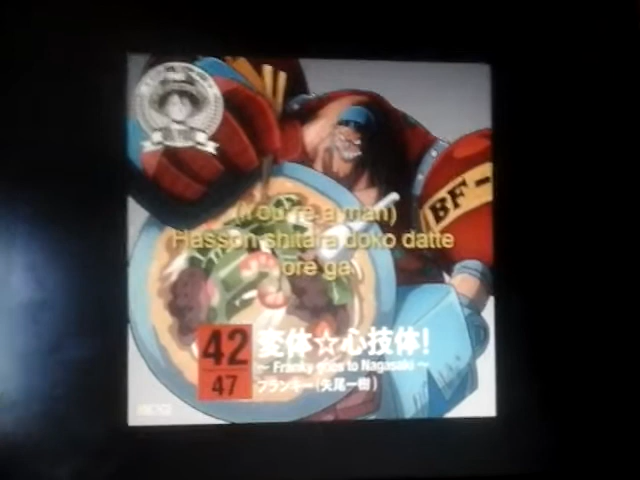 (You're a man)
Hasson shitara doko datte
ore ga
BF-
42
47
変体☆心技体!
~ Franky goes to Nagasaki ~
フランキー(矢尾一樹)